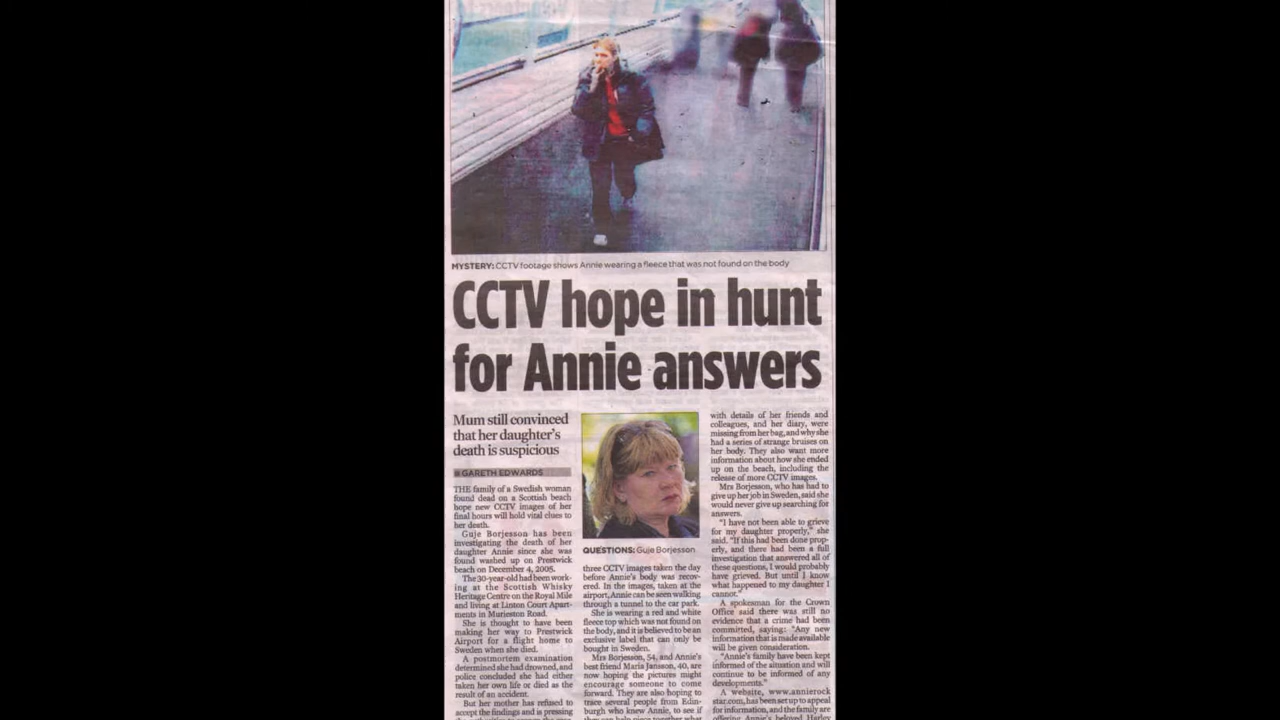 MYSTERY: CCTV footage shows Annie wearing a fleece that was not found on the body
CCTV hope in hunt
for Annie answers
Mum still convinced
that her daughter's
death is suspicious
GARETH EDWARDS
THE family of a Swedish woman
found dead on a Scottish beach
hope new CCTV images of her
final hours will hold vital clues to
her death.
Guje Borjesson has been
investigating the death of her
daughter Annie since she was
found washed up on Prestwick
beach on December 4, 2005.
The 30-year-old had been work-
ing at the Scottish Whisky
Heritage Centre on the Royal Mile
and living at Linton Court Apart-
ments in Murieston Road.
She is thought to have been
making her way to Prestwick
Airport for a flight home to
Sweden when she died.
A postmortem examination
determined she had drowned, and
police concluded she had either
taken her own life or died as the
result of an accident.
But her mother has refused to
accept the findings and is pressing
QUESTIONS: Guje Borjesson
three CCTV images taken the day
before Annie's body was recov-
ered. In the images, taken at the
airport, Annie can be seen walking
through a tunnel to the car park.
She is wearing a red and white
fleece top which was not found on
the body, and it is believed to be an
exclusive label that can only be
bought in Sweden.
Mrs Borjesson, 54, and Annie's
best friend Maria Jansson, 40, are
now hoping the pictures might
encourage someone to come
forward. They are also hoping to
trace several people from Edin-
burgh who knew Annie, to see if
they can help piece together what
with details of her friends and
colleagues, and her diary, were
missing from her bag, and why she
had a series of strange bruises on
her body. They also want more
information about how she ended
up on the beach, including the
release of more CCTV images.
Mrs Borjesson, who has had to
give up her job in Sweden, said she
would never give up searching for
answers.
"I have not been able to grieve
for my daughter properly," she
said. "If this had been done prop-
erly, and there had been a full
investigation that answered all of
these questions, I would probably
have grieved. But until I know
what happened to my daughter I
cannot."
A spokesman for the Crown
Office said there was still no
evidence that a crime had been
committed, saying: "Any new
information that is made available
will be given consideration.
"Annie's family have been kept
informed of the situation and will
continue to be informed of any
developments."
A website, www.annierock
star.com, has been set up to appeal
for information, and the family are
offering Annie's beloved Harley